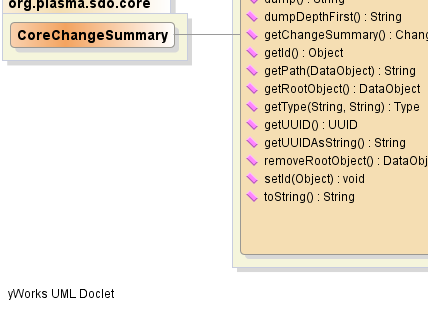 org.plasma.sdo.core
CoreChangeSummary
dump() : String
dumpDepthFirst() : String
getChangeSummary() : Chang
getId() : Object
getPath(DataObject) : String
getRootObject() : DataObject
getType(String, String) : Type
getUUID() : UUID
getUUIDAsString() : String
removeRootObject() : DataObj
setId(Object) : void
toString() : String
yWorks UML Doclet